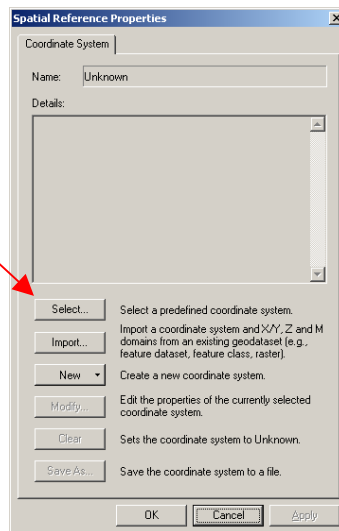 Spatial Reference Properties
Coordinate System
Name: Unknown
Details:
Select... Select a predefined coordinate system.
Import... Import a coordinate system and X/Y, Z and M
domains from an existing geodataset (e.g.,
feature dataset, feature class, raster).
New Create a new coordinate system.
Modify... Edit the properties of the currently selected
coordinate system.
Clear Sets the coordinate system to Unknown.
Save As... Save the coordinate system to a file.
OK Cancel Apply